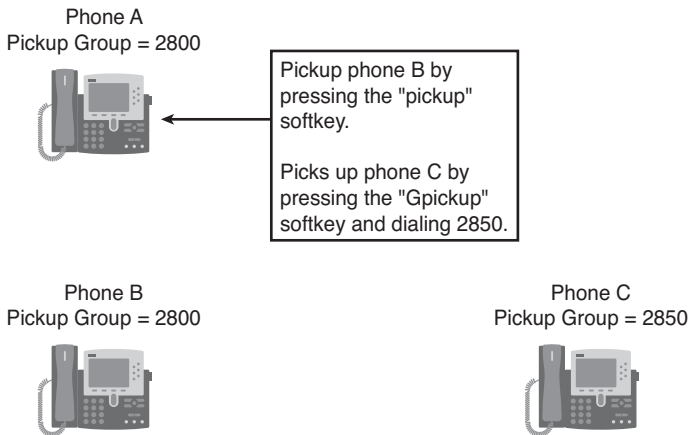 Phone A
Pickup Group = 2800
Pickup phone B by
pressing the "pickup"
softkey.
Picks up phone C by
pressing the "Gpickup"
softkey and dialing 2850.
Phone B
Pickup Group = 2800
Phone C
Pickup Group = 2850